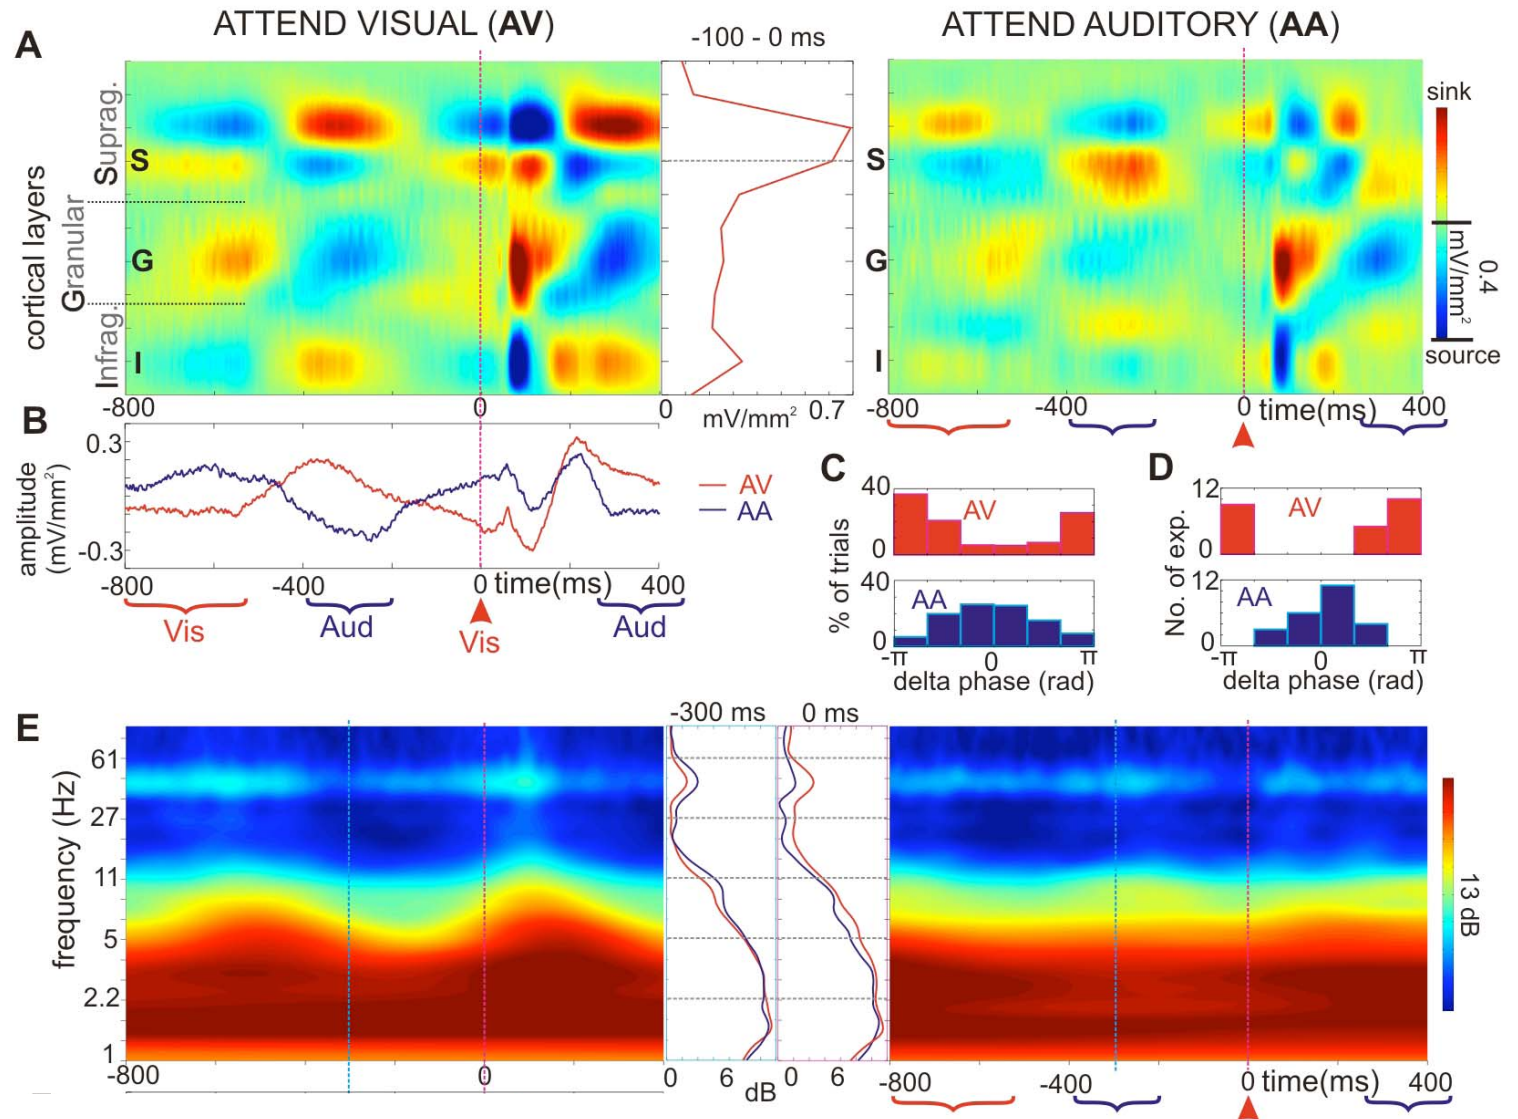 A
ATTEND VISUAL (AV)
-100 - 0 ms
ATTEND AUDITORY (AA)
cortical layers
Suprag.
Granular
Infrag.
S
G
I
-800
0
0
mV/mm² 0.7
S
G
I
-800
-400
0 time(ms)
400
sink
mV/mm²
0.4
source
B
amplitude
(mV/mm²)
0.3
-0.3
-800
-400
0 time(ms)
400
AV
AA
Vis
Aud
Vis
Aud
C
% of trials
40
0
AV
40
0
AA
-π
0
π
delta phase (rad)
D
No. of exp.
12
0
AV
12
0
AA
-π
0
π
delta phase (rad)
E
frequency (Hz)
61
27
11
5
2.2
1
-800
0
-300 ms
0 ms
0
6
dB
0
6
-800
-400
0 time(ms)
400
13 dB